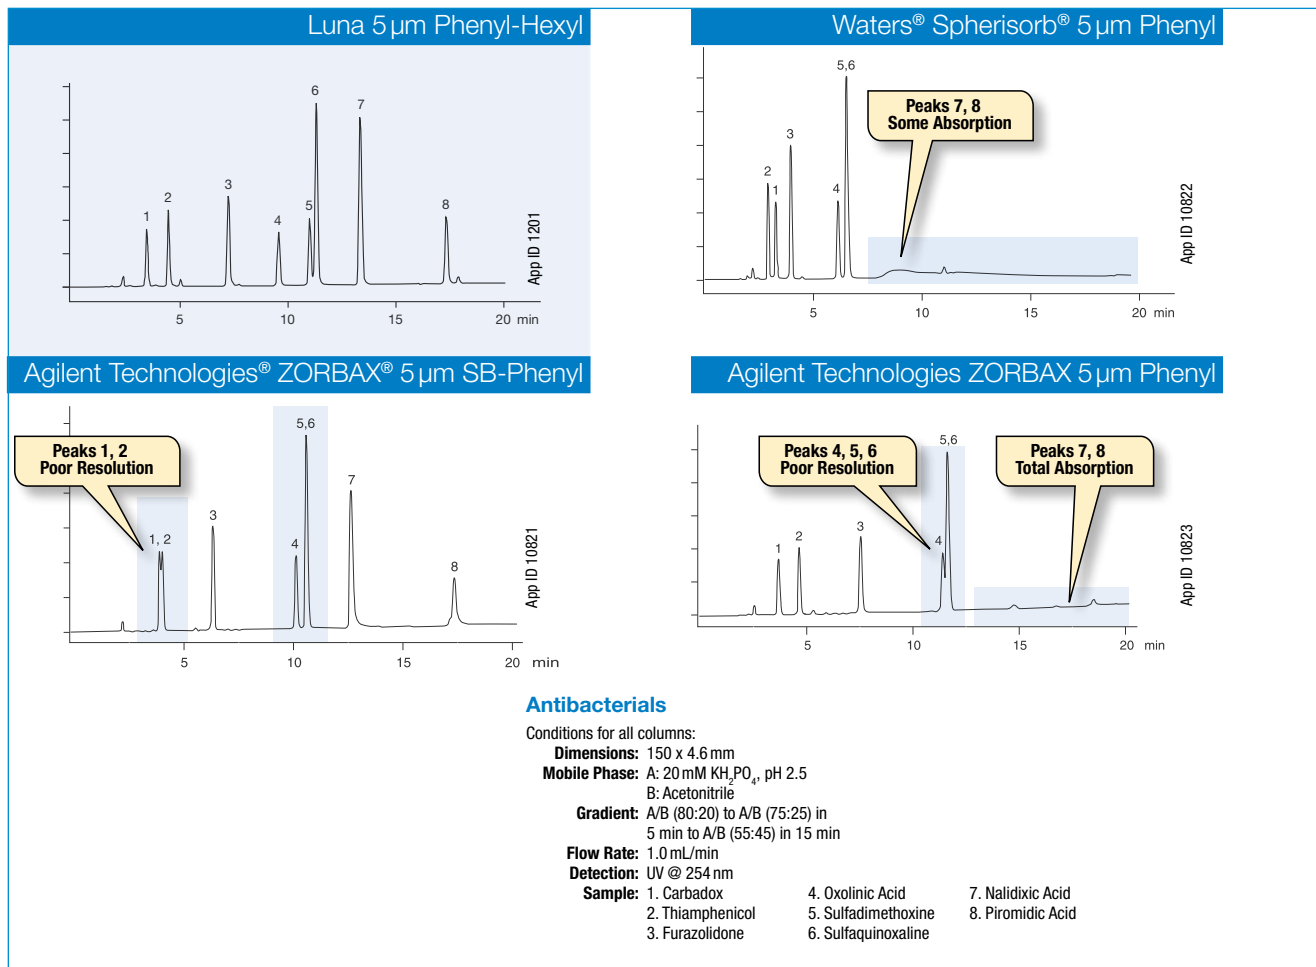 Luna 5 µm Phenyl-Hexyl
1
2
3
4
5
6
7
8
App ID 1201
5
10
15
20 min
Waters® Spherisorb® 5 µm Phenyl
5,6
Peaks 7, 8
Some Absorption
3
2
1
4
App ID 10822
5
10
15
20 min
Agilent Technologies® ZORBAX® 5 µm SB-Phenyl
Peaks 1, 2
Poor Resolution
1, 2
3
4
5,6
7
8
App ID 10821
5
10
15
20 min
Agilent Technologies ZORBAX 5 µm Phenyl
Peaks 4, 5, 6
Poor Resolution
5,6
Peaks 7, 8
Total Absorption
1
2
3
4
App ID 10823
5
10
15
20 min
Antibacterials
Conditions for all columns:
Dimensions: 150 x 4.6 mm
Mobile Phase: A: 20 mM KH2PO4, pH 2.5
B: Acetonitrile
Gradient: A/B (80:20) to A/B (75:25) in
5 min to A/B (55:45) in 15 min
Flow Rate: 1.0 mL/min
Detection: UV @ 254 nm
Sample: 1. Carbadox 4. Oxolinic Acid 7. Nalidixic Acid
2. Thiamphenicol 5. Sulfadimethoxine 8. Piromidic Acid
3. Furazolidone 6. Sulfaquinoxaline